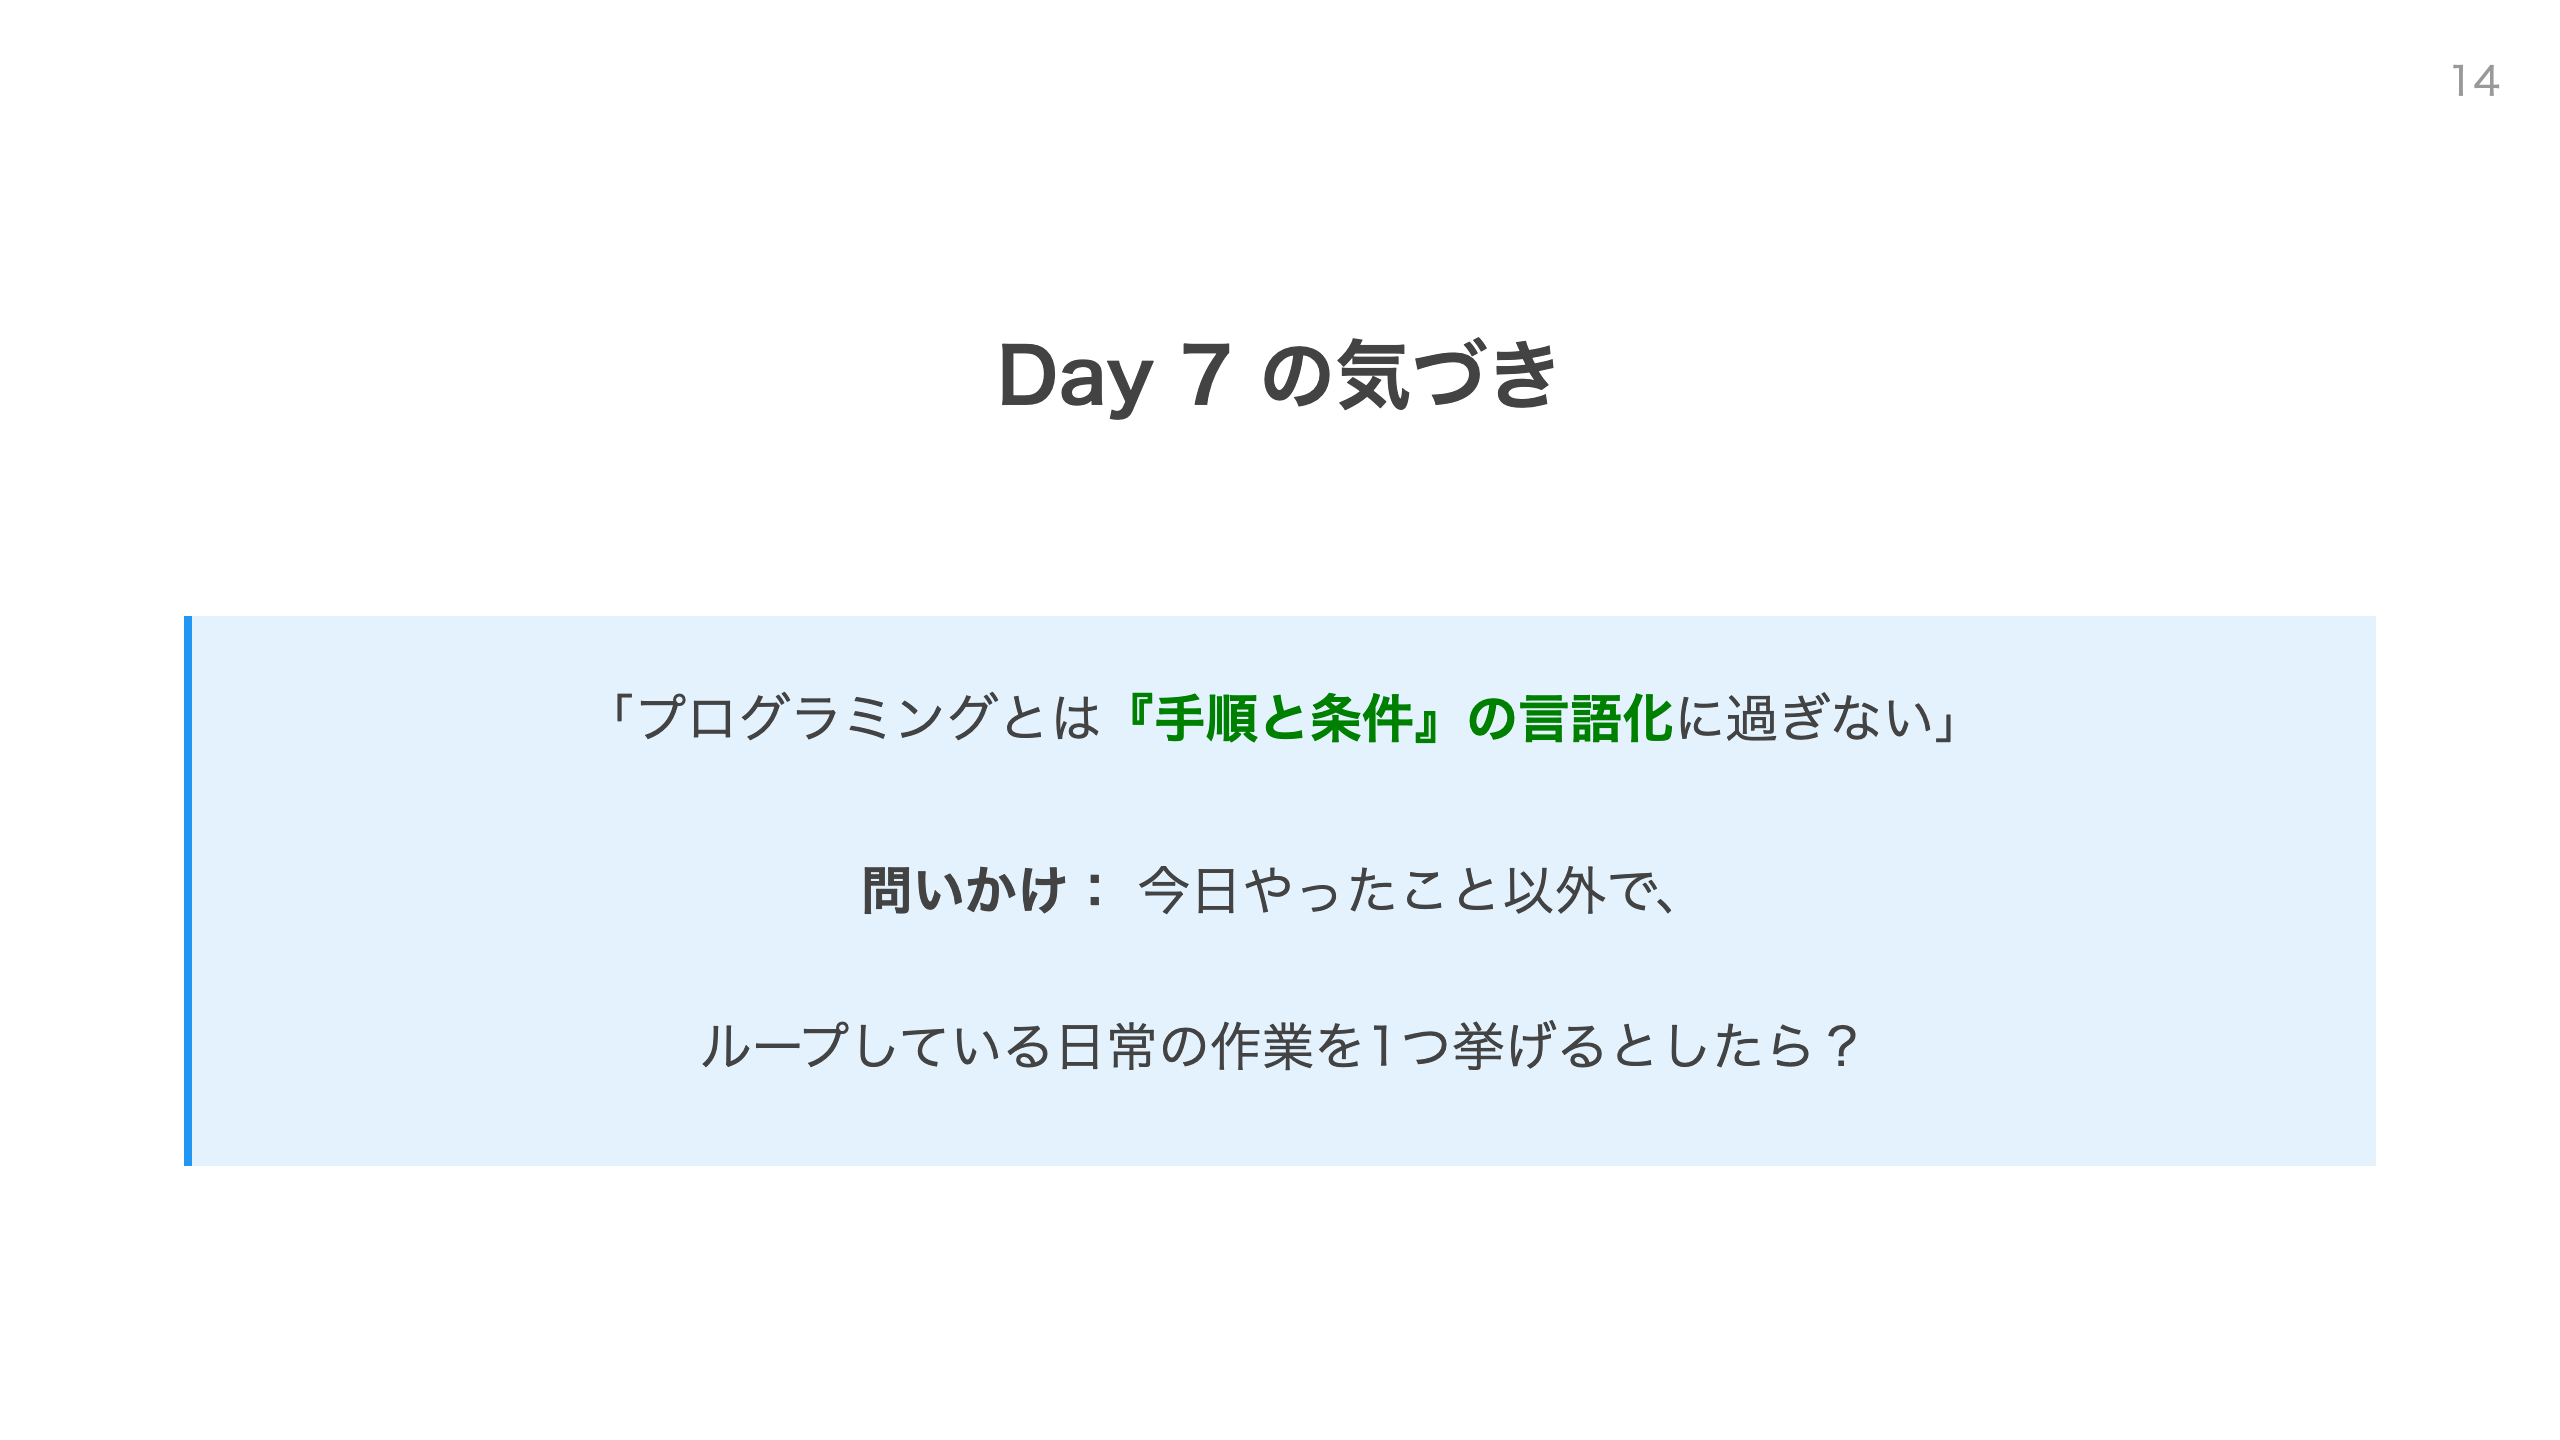 14
Day 7 の気づき
「プログラミングとは『手順と条件』の言語化に過ぎない」
問いかけ： 今日やったこと以外で、
ループしている日常の作業を1つ挙げるとしたら？